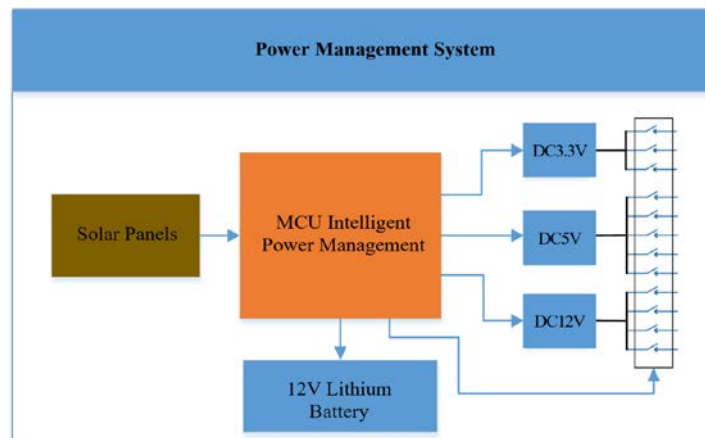 Power Management System
DC3.3V
Solar Panels
MCU Intelligent
Power Management
DC5V
DC12V
12V Lithium
Battery